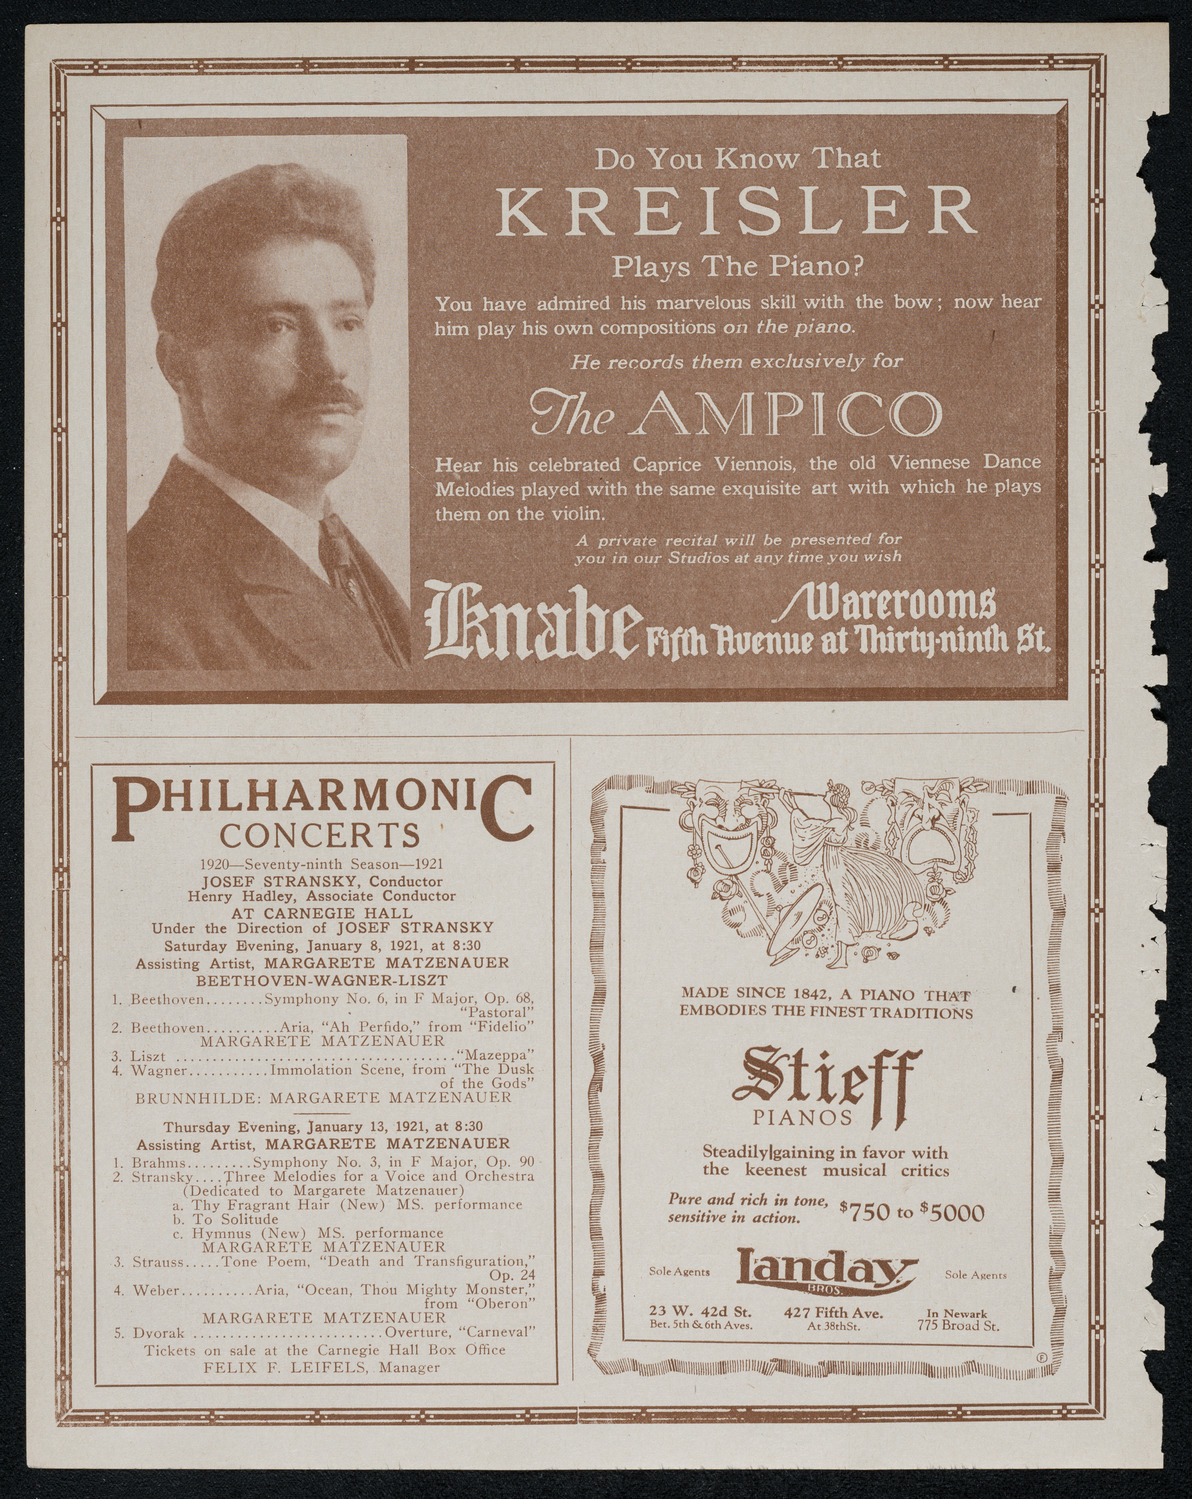 Do You Know That
KREISLER
Plays The Piano?
You have admired his marvelous skill with the bow; now hear
him play his own compositions on the piano.
He records them exclusively for
The AMPICO
Hear his celebrated Caprice Viennois, the old Viennese Dance
Melodies played with the same exquisite art with which he plays
them on the violin.
A private recital will be presented for
you in our Studios at any time you wish
Knabe Warerooms
Fifth Avenue at Thirty-ninth St.
PHILHARMONIC
CONCERTS
1920—Seventy-ninth Season—1921
JOSEF STRANSKY, Conductor
Henry Hadley, Associate Conductor
AT CARNEGIE HALL
Under the Direction of JOSEF STRANSKY
Saturday Evening, January 8, 1921, at 8:30
Assisting Artist, MARGARETE MATZENAUER
BEETHOVEN-WAGNER-LISZT
1. Beethoven........Symphony No. 6, in F Major, Op. 68,
"Pastoral"
2. Beethoven..........Aria, "Ah Perfido," from "Fidelio"
MARGARETE MATZENAUER
3. Liszt ......................................"Mazeppa"
4. Wagner...........Immolation Scene, from "The Dusk
of the Gods"
BRUNNHILDE: MARGARETE MATZENAUER
Thursday Evening, January 13, 1921, at 8:30
Assisting Artist, MARGARETE MATZENAUER
1. Brahms.........Symphony No. 3, in F Major, Op. 90
2. Stransky....Three Melodies for a Voice and Orchestra
(Dedicated to Margarete Matzenauer)
a. Thy Fragrant Hair (New) MS. performance
b. To Solitude
c. Hymnus (New) MS. performance
MARGARETE MATZENAUER
3. Strauss.....Tone Poem, "Death and Transfiguration,"
Op. 24
4. Weber..........Aria, "Ocean, Thou Mighty Monster,"
from "Oberon"
MARGARETE MATZENAUER
5. Dvorak ..........................Overture, "Carneval"
Tickets on sale at the Carnegie Hall Box Office
FELIX F. LEIFELS, Manager
MADE SINCE 1842, A PIANO THAT
EMBODIES THE FINEST TRADITIONS
Stieff
PIANOS
Steadily gaining in favor with
the keenest musical critics
Pure and rich in tone,
sensitive in action. $750 to $5000
Sole Agents Landay Sole Agents
BROS.
23 W. 42d St. 427 Fifth Ave. In Newark
Bet. 5th & 6th Aves. At 38th St. 775 Broad St.
F